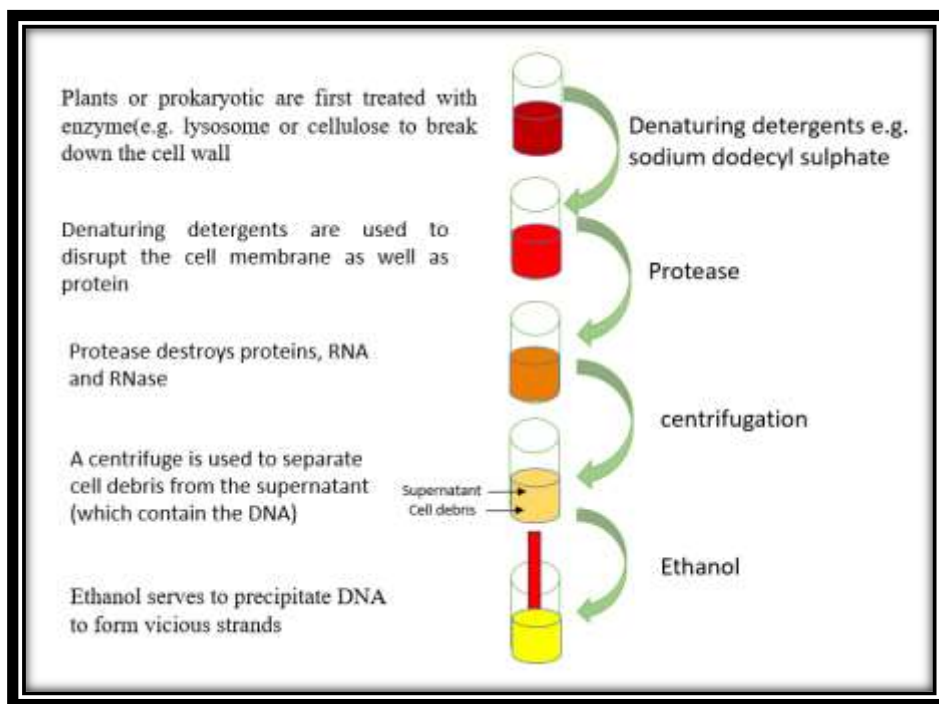 Plants or prokaryotic are first treated with
enzyme(e.g. lysosome or cellulose to break
down the cell wall
Denaturing detergents e.g.
sodium dodecyl sulphate
Denaturing detergents are used to
disrupt the cell membrane as well as
protein
Protease
Protease destroys proteins, RNA
and RNase
centrifugation
A centrifuge is used to separate
cell debris from the supernatant
(which contain the DNA)
Supernatant
Cell debris
Ethanol
Ethanol serves to precipitate DNA
to form vicious strands